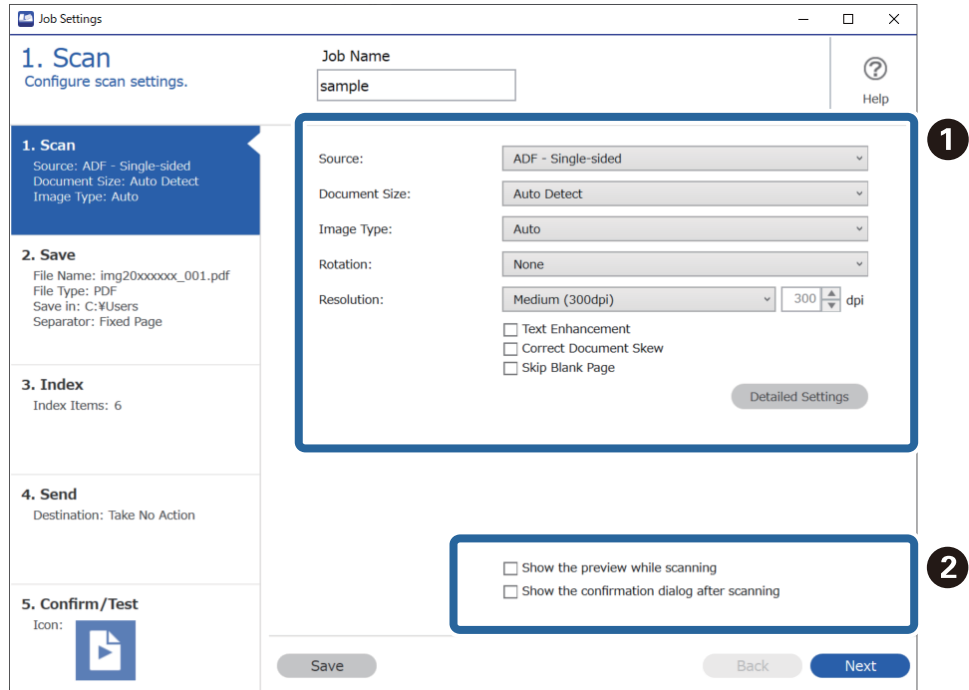 Job Settings
1. Scan
Configure scan settings.
Job Name
sample
Help
1. Scan
Source: ADF - Single-sided
Document Size: Auto Detect
Image Type: Auto
2. Save
File Name: img20xxxxxx_001.pdf
File Type: PDF
Save in: C:¥Users
Separator: Fixed Page
3. Index
Index Items: 6
4. Send
Destination: Take No Action
5. Confirm/Test
Icon:
1
Source: ADF - Single-sided
Document Size: Auto Detect
Image Type: Auto
Rotation: None
Resolution: Medium (300dpi) 300 dpi
Text Enhancement
Correct Document Skew
Skip Blank Page
Detailed Settings
2
Show the preview while scanning
Show the confirmation dialog after scanning
Save Back Next